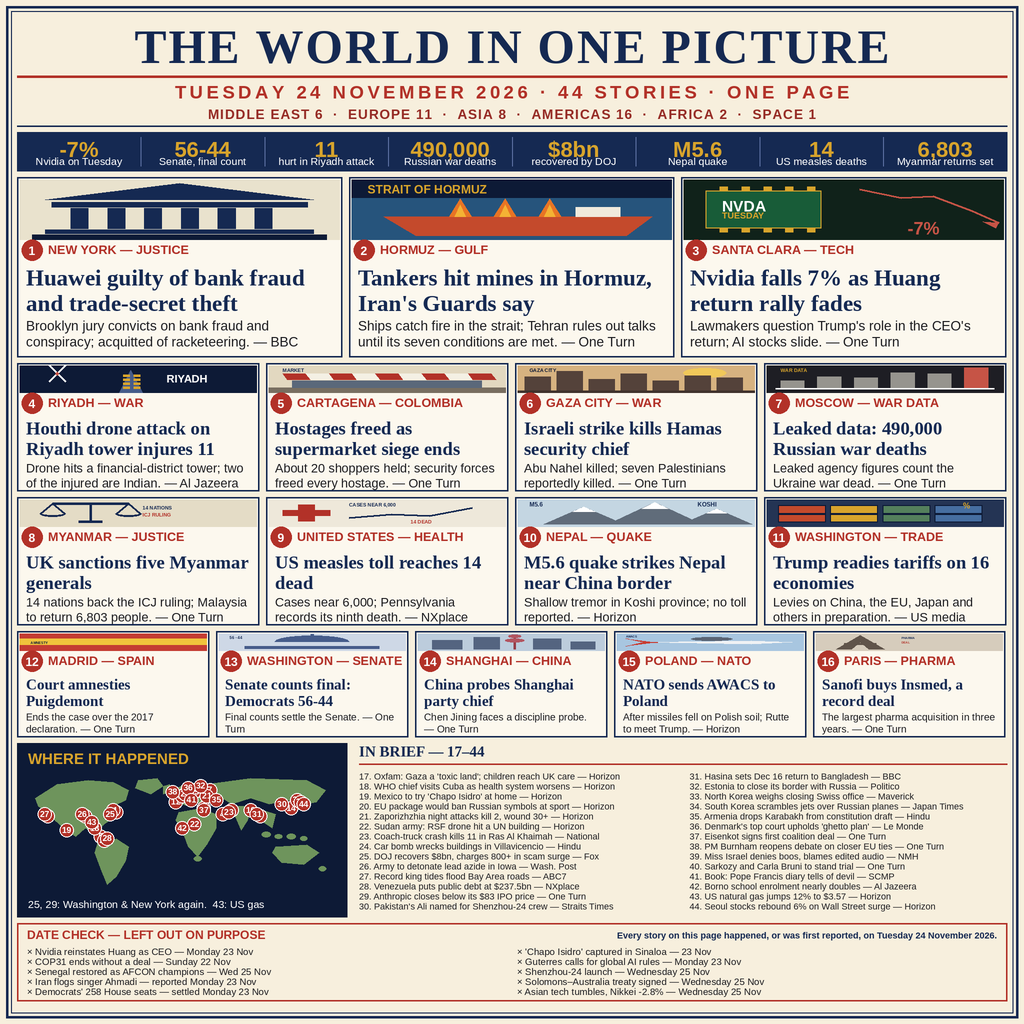 THE WORLD IN ONE PICTURE
TUESDAY 24 NOVEMBER 2026 · 44 STORIES · ONE PAGE
MIDDLE EAST 6 · EUROPE 11 · ASIA 8 · AMERICAS 16 · AFRICA 2 · SPACE 1
-7%
Nvidia on Tuesday
56-44
Senate, final count
11
hurt in Riyadh attack
490,000
Russian war deaths
$8bn
recovered by DOJ
M5.6
Nepal quake
14
US measles deaths
6,803
Myanmar returns set
1 NEW YORK — JUSTICE
Huawei guilty of bank fraud
and trade-secret theft
Brooklyn jury convicts on bank fraud and
conspiracy; acquitted of racketeering. — BBC
STRAIT OF HORMUZ
2 HORMUZ — GULF
Tankers hit mines in Hormuz,
Iran's Guards say
Ships catch fire in the strait; Tehran rules out talks
until its seven conditions are met. — One Turn
NVDA
TUESDAY
-7%
3 SANTA CLARA — TECH
Nvidia falls 7% as Huang
return rally fades
Lawmakers question Trump's role in the CEO's
return; AI stocks slide. — One Turn
RIYADH
4 RIYADH — WAR
Houthi drone attack on
Riyadh tower injures 11
Drone hits a financial-district tower; two
of the injured are Indian. — Al Jazeera
MARKET
5 CARTAGENA — COLOMBIA
Hostages freed as
supermarket siege ends
About 20 shoppers held; security forces
freed every hostage. — One Turn
GAZA CITY
6 GAZA CITY — WAR
Israeli strike kills Hamas
security chief
Abu Nahel killed; seven Palestinians
reportedly killed. — One Turn
WAR DATA
7 MOSCOW — WAR DATA
Leaked data: 490,000
Russian war deaths
Leaked agency figures count the
Ukraine war dead. — One Turn
14 NATIONS
ICJ RULING
8 MYANMAR — JUSTICE
UK sanctions five Myanmar
generals
14 nations back the ICJ ruling; Malaysia
to return 6,803 people. — One Turn
CASES NEAR 6,000
14 DEAD
9 UNITED STATES — HEALTH
US measles toll reaches 14
dead
Cases near 6,000; Pennsylvania
records its ninth death. — NXplace
M5.6
KOSHI
10 NEPAL — QUAKE
M5.6 quake strikes Nepal
near China border
Shallow tremor in Koshi province; no toll
reported. — Horizon
%
11 WASHINGTON — TRADE
Trump readies tariffs on 16
economies
Levies on China, the EU, Japan and
others in preparation. — US media
AMNESTY
12 MADRID — SPAIN
Court amnesties
Puigdemont
Ends the case over the 2017
declaration. — One Turn
56–44
13 WASHINGTON — SENATE
Senate counts final:
Democrats 56-44
Final counts settle the Senate. — One
Turn
14 SHANGHAI — CHINA
China probes Shanghai
party chief
Chen Jining faces a discipline probe.
— One Turn
AWACS
15 POLAND — NATO
NATO sends AWACS to
Poland
After missiles fell on Polish soil; Rutte
to meet Trump. — Horizon
PHARMA
16 PARIS — PHARMA
Sanofi buys Insmed, a
record deal
The largest pharma acquisition in three
years. — One Turn
WHERE IT HAPPENED
25, 29: Washington & New York again. 43: US gas
IN BRIEF — 17–44
17. Oxfam: Gaza a 'toxic land'; children reach UK care — Horizon
18. WHO chief visits Cuba as health system worsens — Horizon
19. Mexico to try 'Chapo Isidro' at home — Horizon
20. EU package would ban Russian symbols at sport — Horizon
21. Zaporizhzhia night attacks kill 2, wound 30+ — Horizon
22. Sudan army: RSF drone hit a UN building — Horizon
23. Coach-truck crash kills 11 in Ras Al Khaimah — National
24. Car bomb wrecks buildings in Villavicencio — Hindu
25. DOJ recovers $8bn, charges 800+ in scam surge — Fox
26. Army to detonate lead azide in Iowa — Wash. Post
27. Record king tides flood Bay Area roads — ABC7
28. Venezuela puts public debt at $237.5bn — NXplace
29. Anthropic closes below its $83 IPO price — One Turn
30. Pakistan's Ali named for Shenzhou-24 crew — Straits Times
31. Hasina sets Dec 16 return to Bangladesh — BBC
32. Estonia to close its border with Russia — Politico
33. North Korea weighs closing Swiss office — Maverick
34. South Korea scrambles jets over Russian planes — Japan Times
35. Armenia drops Karabakh from constitution draft — Hindu
36. Denmark's top court upholds 'ghetto plan' — Le Monde
37. Eisenkot signs first coalition deal — One Turn
38. PM Burnham reopens debate on closer EU ties — One Turn
39. Miss Israel denies boos, blames edited audio — NMH
40. Sarkozy and Carla Bruni to stand trial — One Turn
41. Book: Pope Francis diary tells of devil — SCMP
42. Borno school enrolment nearly doubles — Al Jazeera
43. US natural gas jumps 12% to $3.57 — Horizon
44. Seoul stocks rebound 6% on Wall Street surge — Horizon
DATE CHECK — LEFT OUT ON PURPOSE
Every story on this page happened, or was first reported, on Tuesday 24 November 2026.
× Nvidia reinstates Huang as CEO — Monday 23 Nov
× COP31 ends without a deal — Sunday 22 Nov
× Senegal restored as AFCON champions — Wed 25 Nov
× Iran flogs singer Ahmadi — reported Monday 23 Nov
× Democrats' 258 House seats — settled Monday 23 Nov
× 'Chapo Isidro' captured in Sinaloa — 23 Nov
× Guterres calls for global AI rules — Monday 23 Nov
× Shenzhou-24 launch — Wednesday 25 Nov
× Solomons–Australia treaty signed — Wednesday 25 Nov
× Asian tech tumbles, Nikkei -2.8% — Wednesday 25 Nov